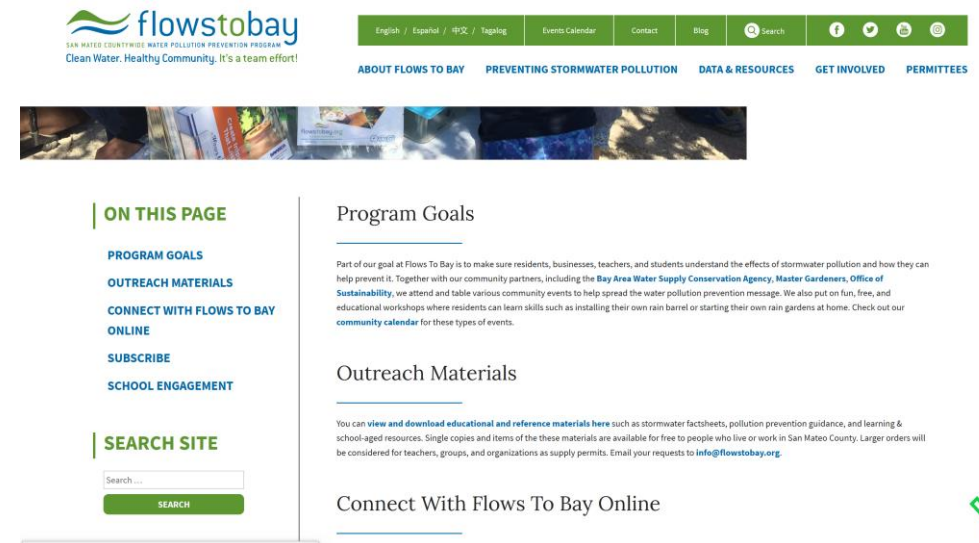 flowstobay
SAN MATEO COUNTYWIDE WATER POLLUTION PREVENTION PROGRAM
Clean Water. Healthy Community. It's a team effort!
English / Español / 中文 / Tagalog
Events Calendar
Contact
Blog
Search
ABOUT FLOWS TO BAY
PREVENTING STORMWATER POLLUTION
DATA & RESOURCES
GET INVOLVED
PERMITTEES
flowstobay.org
ON THIS PAGE
PROGRAM GOALS
OUTREACH MATERIALS
CONNECT WITH FLOWS TO BAY
ONLINE
SUBSCRIBE
SCHOOL ENGAGEMENT
SEARCH SITE
Search …
SEARCH
Program Goals
Part of our goal at Flows To Bay is to make sure residents, businesses, teachers, and students understand the effects of stormwater pollution and how they can
help prevent it. Together with our community partners, including the Bay Area Water Supply Conservation Agency, Master Gardeners, Office of
Sustainability, we attend and table various community events to help spread the water pollution prevention message. We also put on fun, free, and
educational workshops where residents can learn skills such as installing their own rain barrel or starting their own rain gardens at home. Check out our
community calendar for these types of events.
Outreach Materials
You can view and download educational and reference materials here such as stormwater factsheets, pollution prevention guidance, and learning &
school-aged resources. Single copies and items of the these materials are available for free to people who live or work in San Mateo County. Larger orders will
be considered for teachers, groups, and organizations as supply permits. Email your requests to info@flowstobay.org.
Connect With Flows To Bay Online